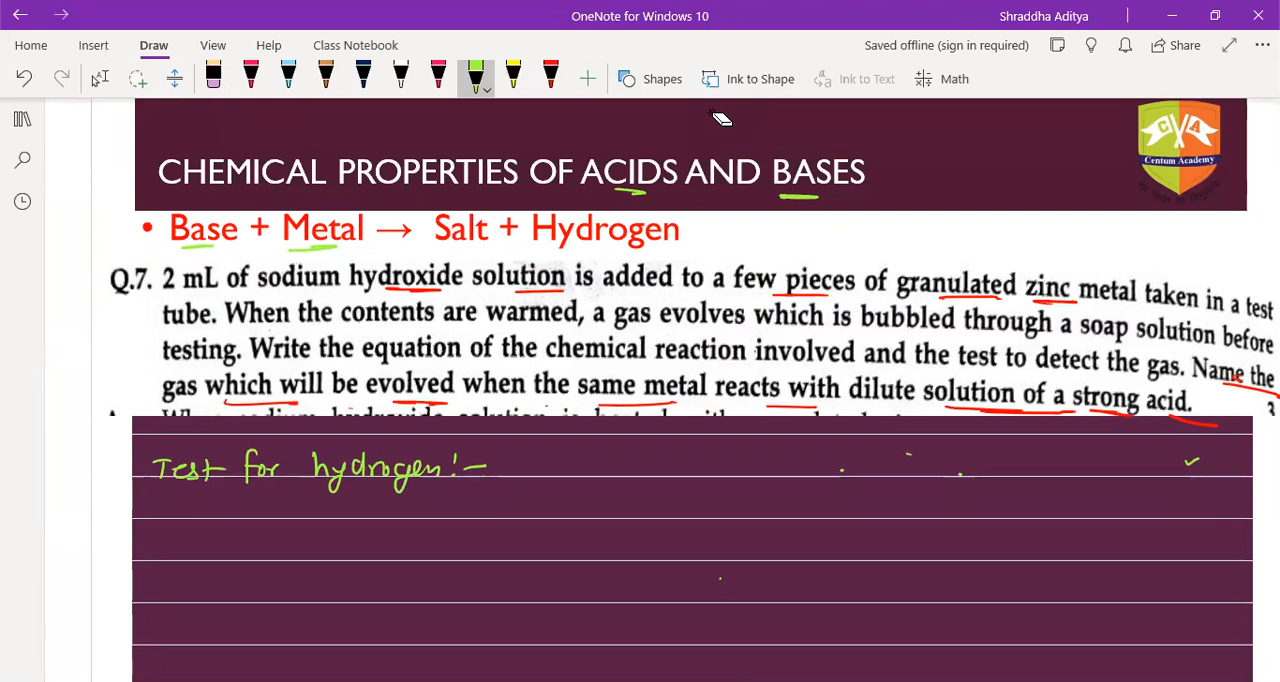 OneNote for Windows 10
Shraddha Aditya
Home Insert Draw View Help Class Notebook
Saved offline (sign in required) Share
Shapes Ink to Shape Ink to Text Math
CHEMICAL PROPERTIES OF ACIDS AND BASES
Centum Academy
• Base + Metal → Salt + Hydrogen
Q.7. 2 mL of sodium hydroxide solution is added to a few pieces of granulated zinc metal taken in a test
tube. When the contents are warmed, a gas evolves which is bubbled through a soap solution before
testing. Write the equation of the chemical reaction involved and the test to detect the gas. Name the
gas which will be evolved when the same metal reacts with dilute solution of a strong acid.
3
Test for hydrogen:-